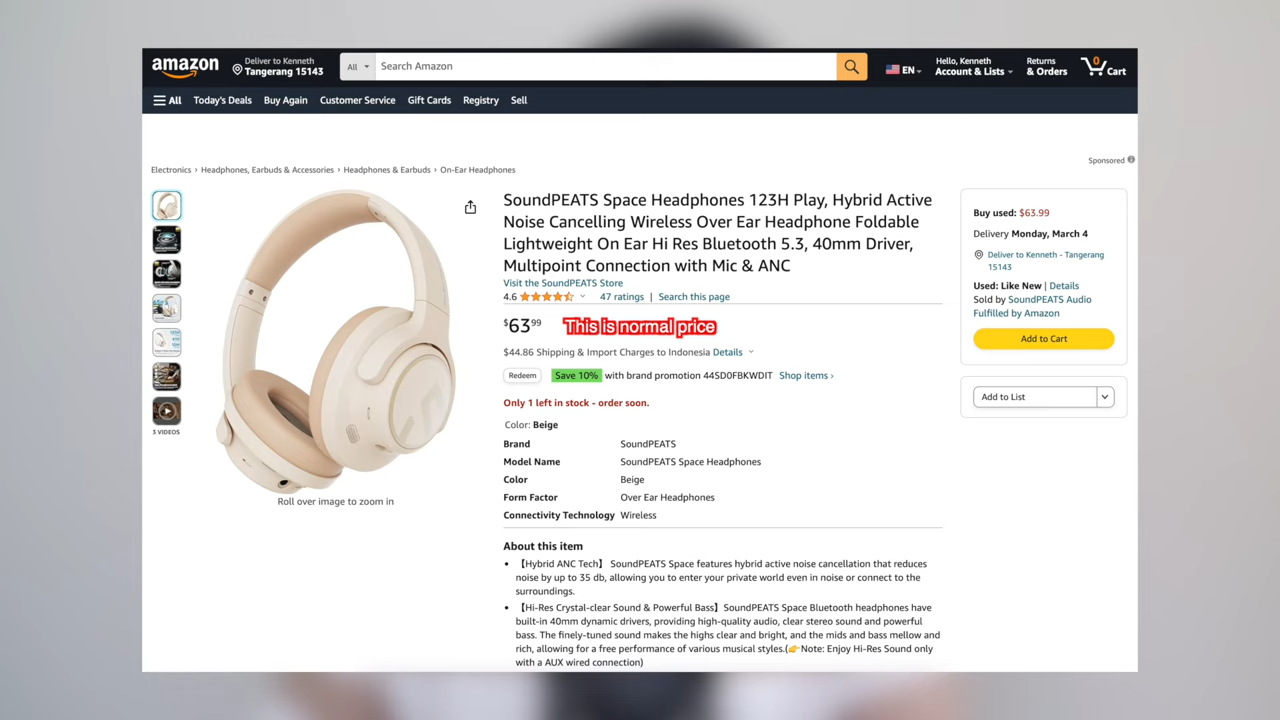 amazon
Deliver to Kenneth
Tangerang 15143
All
Search Amazon
EN
Hello, Kenneth
Account & Lists
Returns
& Orders
0
Cart
All
Today's Deals
Buy Again
Customer Service
Gift Cards
Registry
Sell
Sponsored
Electronics › Headphones, Earbuds & Accessories › Headphones & Earbuds › On-Ear Headphones
3 VIDEOS
Roll over image to zoom in
SoundPEATS Space Headphones 123H Play, Hybrid Active
Noise Cancelling Wireless Over Ear Headphone Foldable
Lightweight On Ear Hi Res Bluetooth 5.3, 40mm Driver,
Multipoint Connection with Mic & ANC
Visit the SoundPEATS Store
4.6 47 ratings | Search this page
$63.99 This is normal price
$44.86 Shipping & Import Charges to Indonesia Details
Redeem Save 10% with brand promotion 44SD0FBKWDIT Shop items ›
Only 1 left in stock - order soon.
Color: Beige
Brand SoundPEATS
Model Name SoundPEATS Space Headphones
Color Beige
Form Factor Over Ear Headphones
Connectivity Technology Wireless
About this item
• 【Hybrid ANC Tech】 SoundPEATS Space features hybrid active noise cancellation that reduces
noise by up to 35 db, allowing you to enter your private world even in noise or connect to the
surroundings.
• 【Hi-Res Crystal-clear Sound & Powerful Bass】SoundPEATS Space Bluetooth headphones have
built-in 40mm dynamic drivers, providing high-quality audio, clear stereo sound and powerful
bass. The finely-tuned sound makes the highs clear and bright, and the mids and bass mellow and
rich, allowing for a free performance of various musical styles.(👉Note: Enjoy Hi-Res Sound only
with a AUX wired connection)
Buy used: $63.99
Delivery Monday, March 4
Deliver to Kenneth - Tangerang
15143
Used: Like New | Details
Sold by SoundPEATS Audio
Fulfilled by Amazon
Add to Cart
Add to List